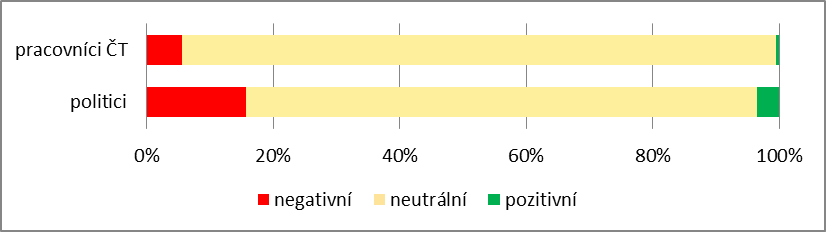 pracovníci ČT
politici
0% 20% 40% 60% 80% 100%
negativní neutrální pozitivní